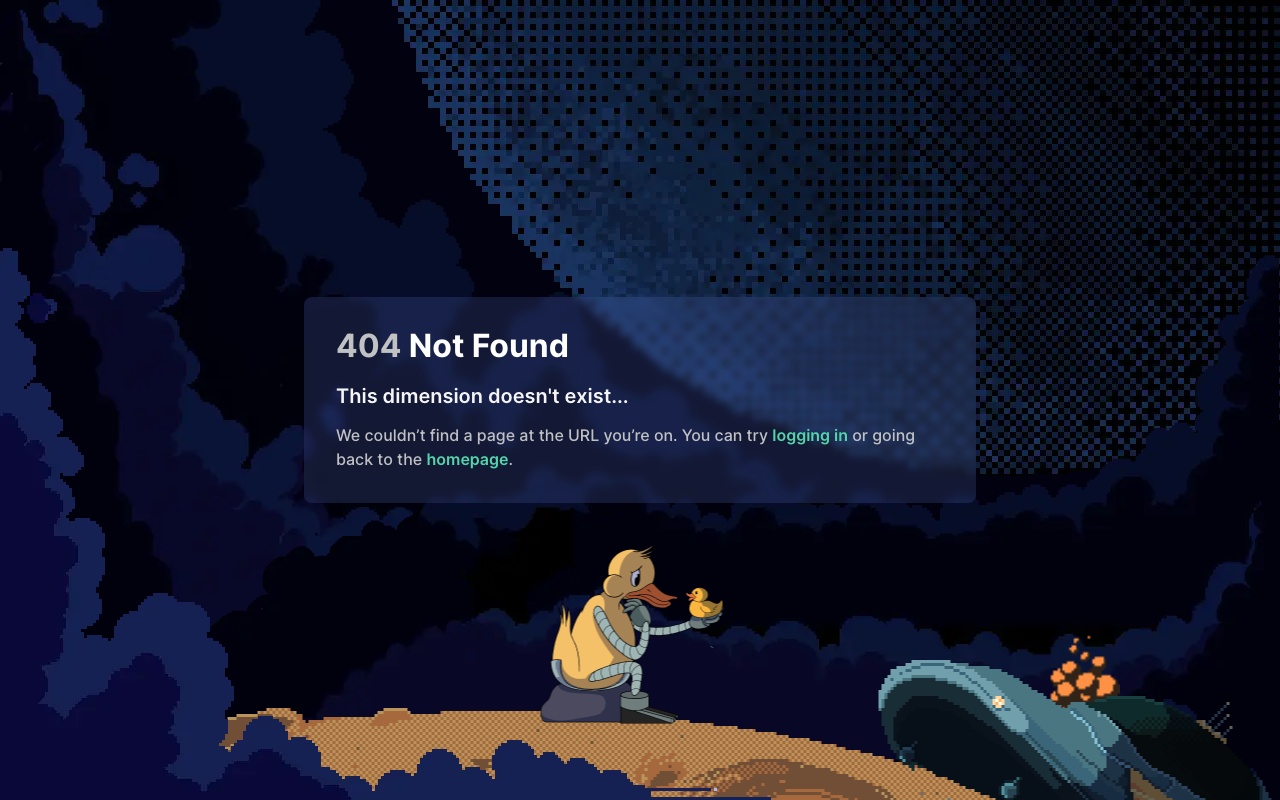 404 Not Found
This dimension doesn't exist...
We couldn’t find a page at the URL you’re on. You can try logging in or going
back to the homepage.